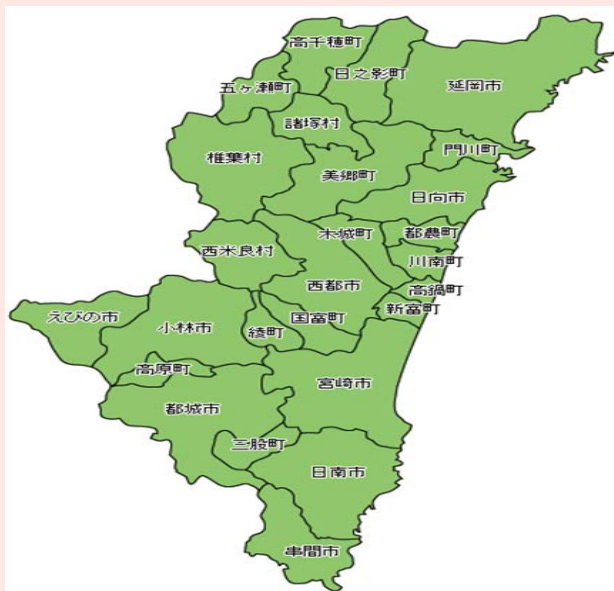 高千穂町
日之影町
延岡市
五ヶ瀬町
諸塚村
門川町
椎葉村
美郷町
日向市
木城町
都農町
西米良村
川南町
西都市
高鍋町
新富町
えびの市
小林市
綾町
国富町
高原町
宮崎市
都城市
三股町
日南市
串間市